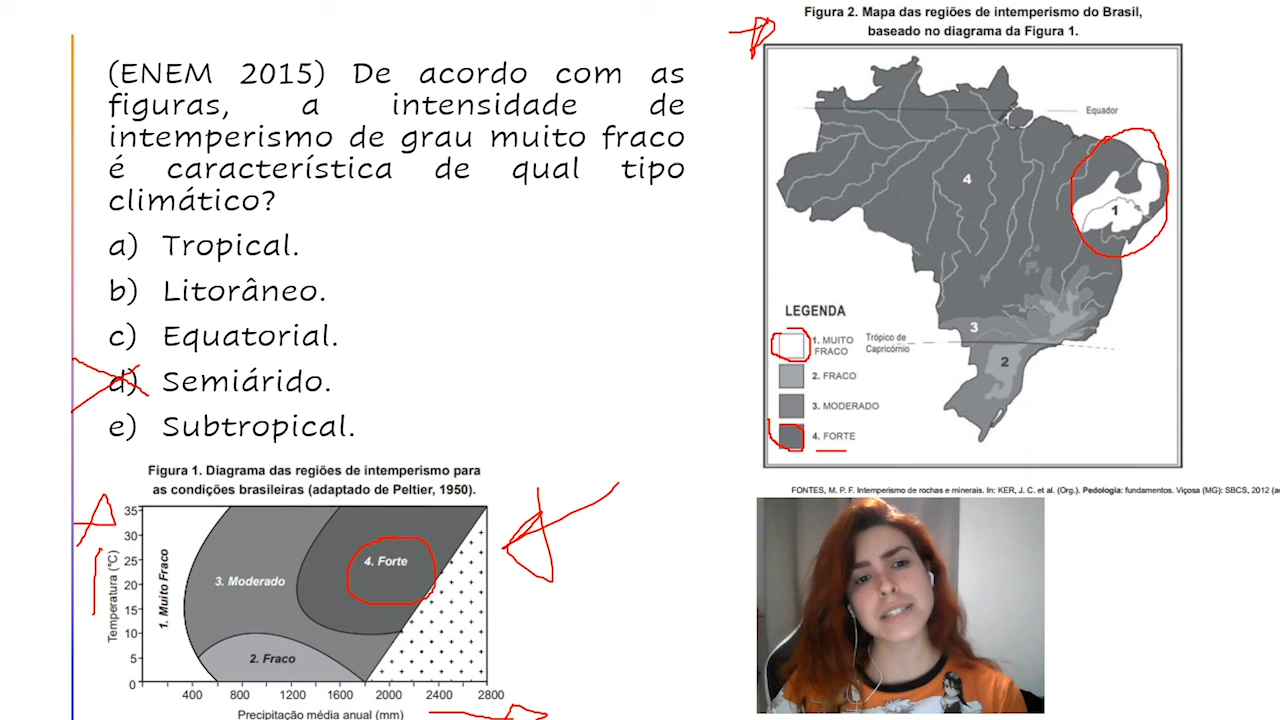 (ENEM 2015) De acordo com as
figuras, a intensidade de
intemperismo de grau muito fraco
é característica de qual tipo
climático?
a) Tropical.
b) Litorâneo.
c) Equatorial.
d) Semiárido.
e) Subtropical.
Figura 1. Diagrama das regiões de intemperismo para
as condições brasileiras (adaptado de Peltier, 1950).
Temperatura (°C)
35
30
25
20
15
10
5
0
1. Muito Fraco
3. Moderado
4. Forte
2. Fraco
400 800 1200 1600 2000 2400 2800
Precipitação média anual (mm)
Figura 2. Mapa das regiões de intemperismo do Brasil,
baseado no diagrama da Figura 1.
Equador
4
1
3
2
Trópico de
Capricórnio
LEGENDA
1. MUITO
FRACO
2. FRACO
3. MODERADO
4. FORTE
FONTES, M. P. F. Intemperismo de rochas e minerais. In: KER, J. C. et al. (Org.). Pedologia: fundamentos. Viçosa (MG): SBCS, 2012 (a